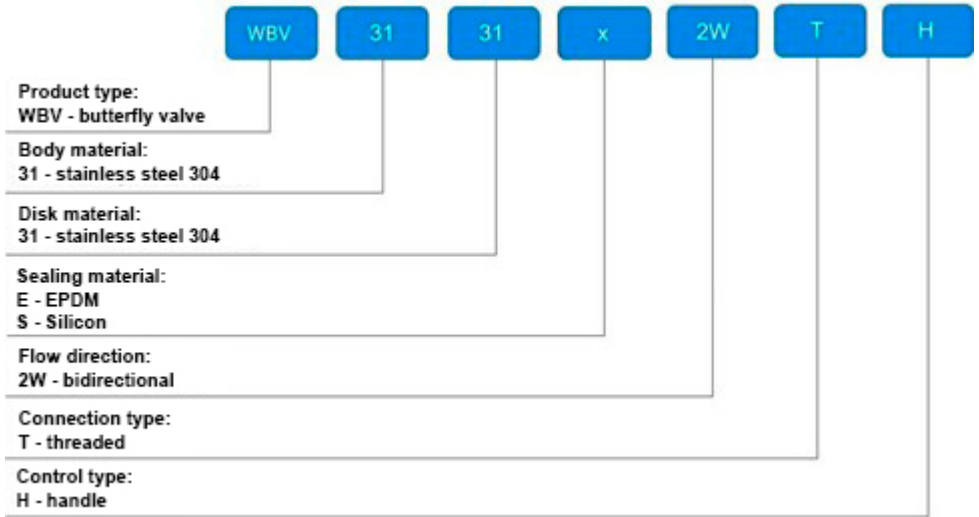 WBV 31 31 x 2W T H
Product type:
WBV - butterfly valve
Body material:
31 - stainless steel 304
Disk material:
31 - stainless steel 304
Sealing material:
E - EPDM
S - Silicon
Flow direction:
2W - bidirectional
Connection type:
T - threaded
Control type:
H - handle